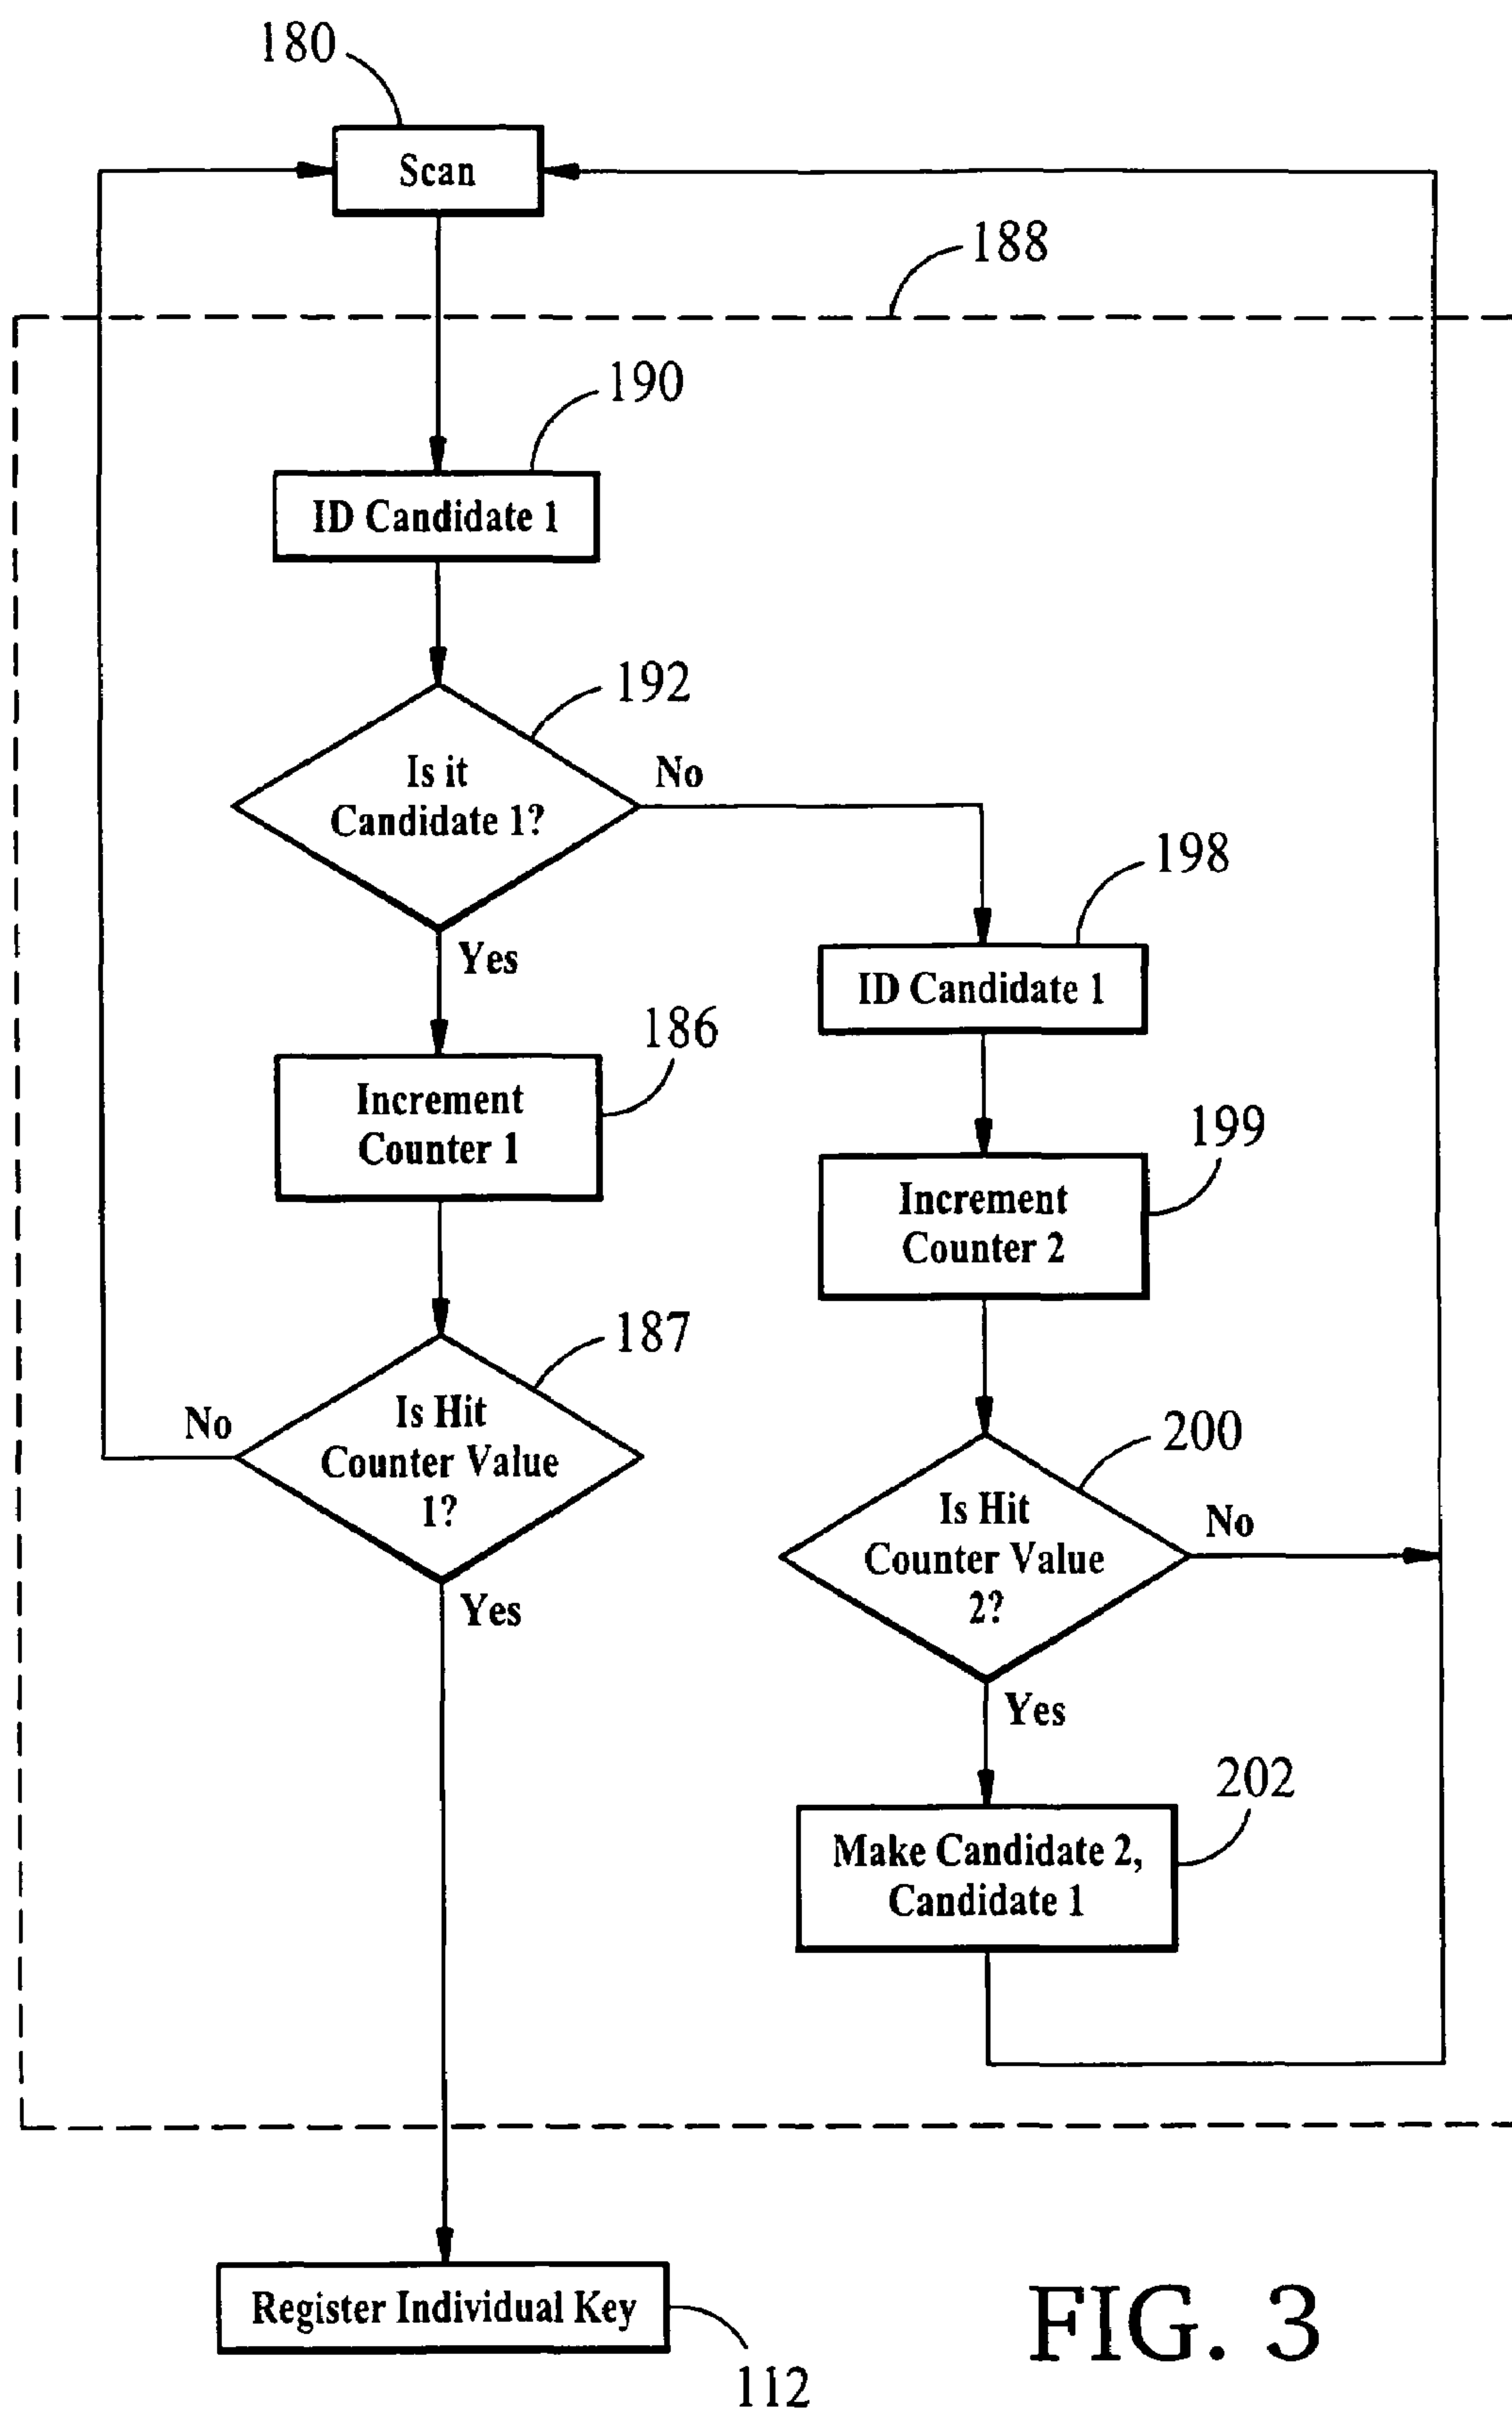 180
Scan
188
190
ID Candidate 1
192
Is it
Candidate 1?
No
Yes
198
ID Candidate 1
186
Increment
Counter 1
199
Increment
Counter 2
187
Is Hit
Counter Value
1?
No
Yes
200
Is Hit
Counter Value
2?
No
Yes
202
Make Candidate 2,
Candidate 1
Register Individual Key
112
FIG. 3